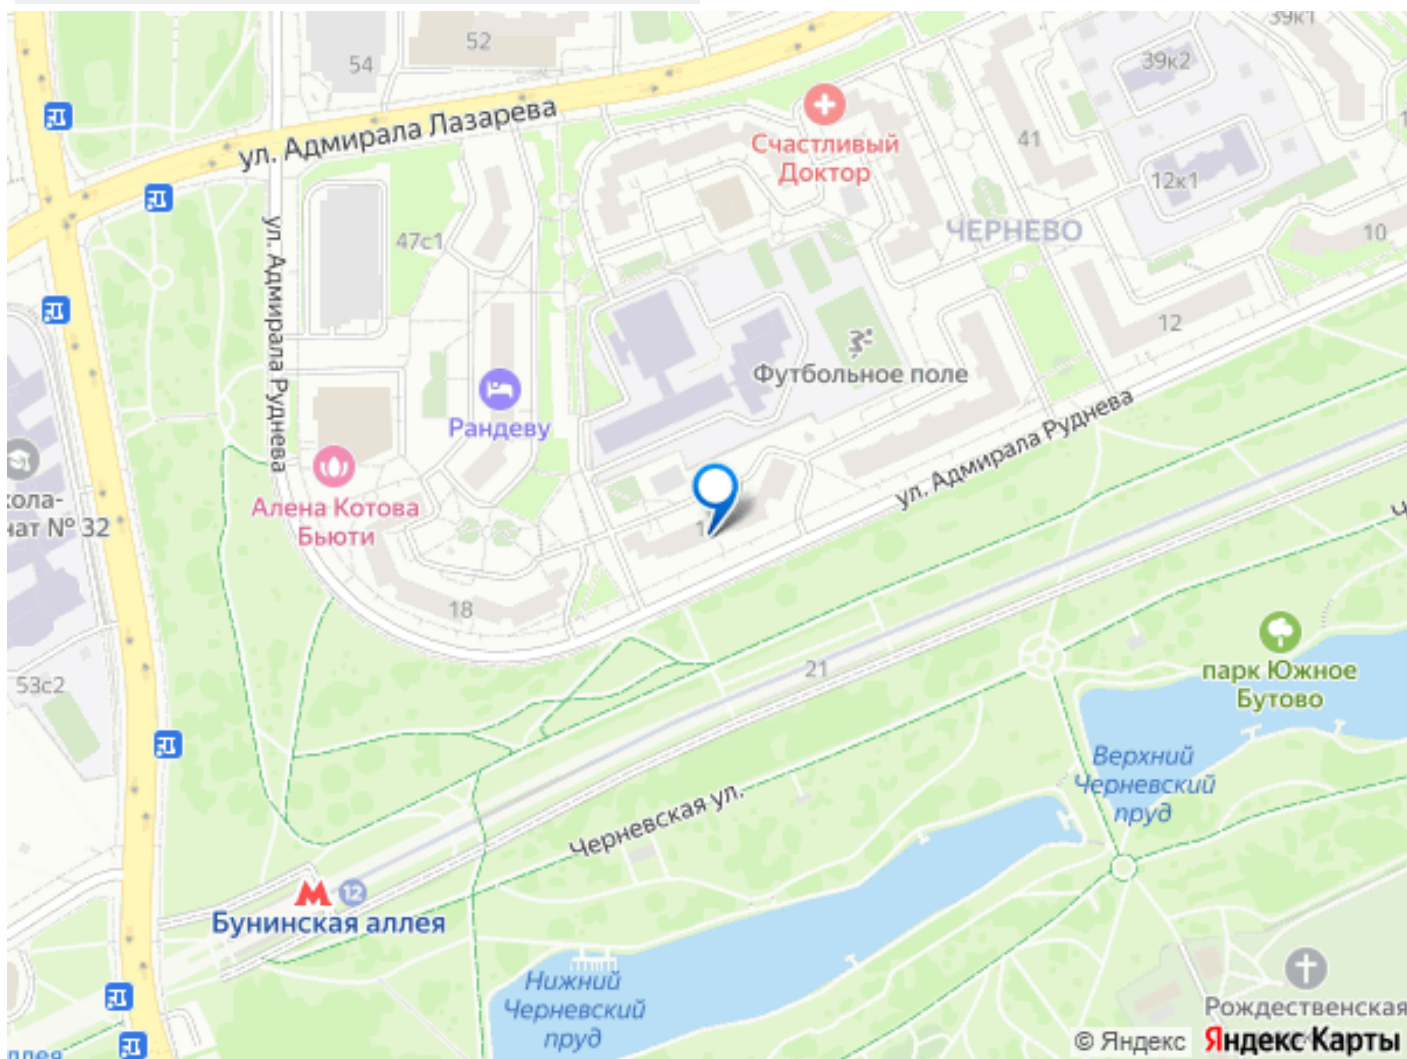 39к1
52
54
39к2
ул. Адмирала Лазарева
41
Счастливый
Доктор
12к1
47с1
ЧЕРНЕВО
10
ул. Адмирала Руднева
12
Футбольное поле
Рандеву
ул. Адмирала Руднева
Алена Котова
Бьюти
№ 32
18
21
53с2
парк Южное
Бутово
Верхний
Черневский
пруд
Черневская ул.
М 12
Бунинская аллея
Нижний
Черневский
пруд
Рождественская
© Яндекс Яндекс Карты